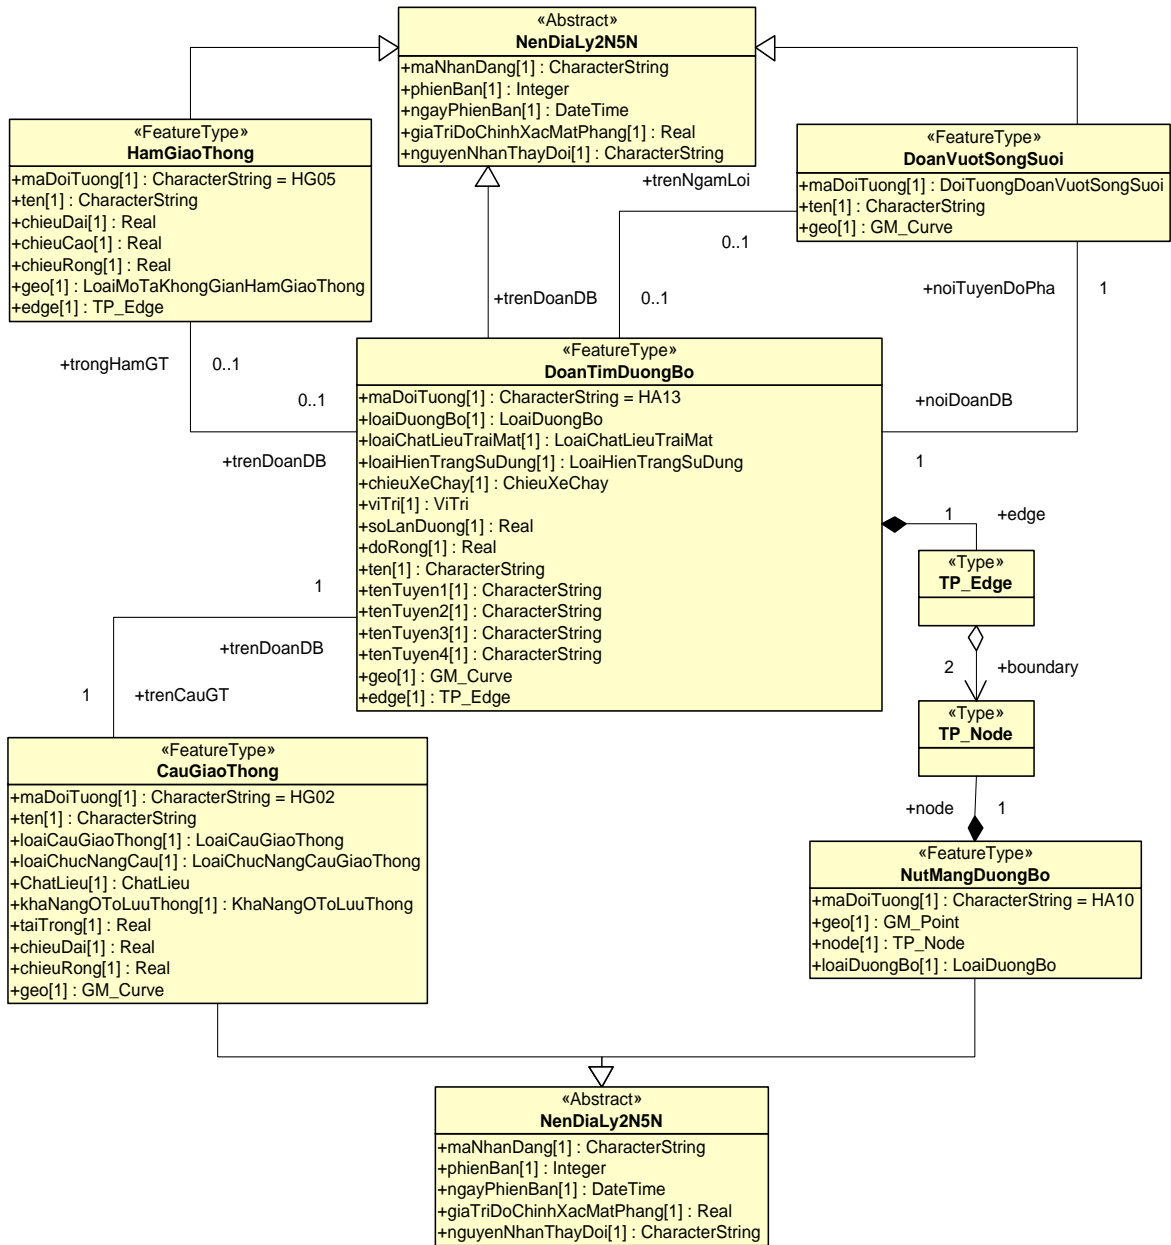 «Abstract»
NenDiaLy2N5N
+maNhanDang[1] : CharacterString
+phienBan[1] : Integer
+ngayPhienBan[1] : DateTime
+giaTriDoChinhXacMatPhang[1] : Real
+nguyenNhanThayDoi[1] : CharacterString
«FeatureType»
HamGiaoThong
+maDoiTuong[1] : CharacterString = HG05
+ten[1] : CharacterString
+chieuDai[1] : Real
+chieuCao[1] : Real
+chieuRong[1] : Real
+geo[1] : LoaiMoTaKhongGianHamGiaoThong
+edge[1] : TP_Edge
«FeatureType»
DoanVuotSongSuoi
+maDoiTuong[1] : DoiTuongDoanVuotSongSuoi
+ten[1] : CharacterString
+geo[1] : GM_Curve
+trenNgamLoi
0..1
+trenDoanDB
0..1
+noiTuyenDoPha
1
+trongHamGT
0..1
0..1
+trenDoanDB
+noiDoanDB
1
«FeatureType»
DoanTimDuongBo
+maDoiTuong[1] : CharacterString = HA13
+loaiDuongBo[1] : LoaiDuongBo
+loaiChatLieuTraiMat[1] : LoaiChatLieuTraiMat
+loaiHienTrangSuDung[1] : LoaiHienTrangSuDung
+chieuXeChay[1] : ChieuXeChay
+viTri[1] : ViTri
+soLanDuong[1] : Real
+doRong[1] : Real
+ten[1] : CharacterString
+tenTuyen1[1] : CharacterString
+tenTuyen2[1] : CharacterString
+tenTuyen3[1] : CharacterString
+tenTuyen4[1] : CharacterString
+geo[1] : GM_Curve
+edge[1] : TP_Edge
1
+edge
«Type»
TP_Edge
2
+boundary
«Type»
TP_Node
+node
1
1
+trenDoanDB
1
+trenCauGT
«FeatureType»
CauGiaoThong
+maDoiTuong[1] : CharacterString = HG02
+ten[1] : CharacterString
+loaiCauGiaoThong[1] : LoaiCauGiaoThong
+loaiChucNangCau[1] : LoaiChucNangCauGiaoThong
+ChatLieu[1] : ChatLieu
+khaNangOToLuuThong[1] : KhaNangOToLuuThong
+taiTrong[1] : Real
+chieuDai[1] : Real
+chieuRong[1] : Real
+geo[1] : GM_Curve
«FeatureType»
NutMangDuongBo
+maDoiTuong[1] : CharacterString = HA10
+geo[1] : GM_Point
+node[1] : TP_Node
+loaiDuongBo[1] : LoaiDuongBo
«Abstract»
NenDiaLy2N5N
+maNhanDang[1] : CharacterString
+phienBan[1] : Integer
+ngayPhienBan[1] : DateTime
+giaTriDoChinhXacMatPhang[1] : Real
+nguyenNhanThayDoi[1] : CharacterString